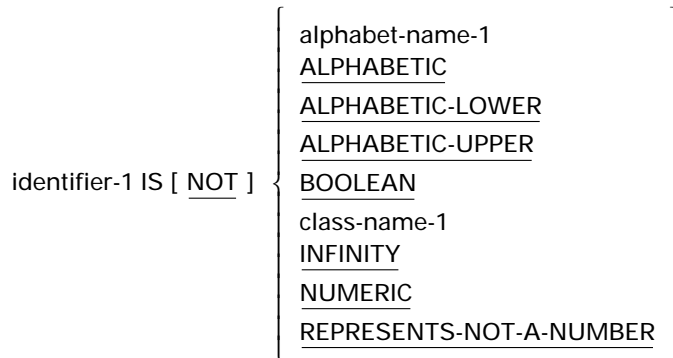 alphabet-name-1
ALPHABETIC
ALPHABETIC-LOWER
ALPHABETIC-UPPER
identifier-1 IS [ NOT ] BOOLEAN
class-name-1
INFINITY
NUMERIC
REPRESENTS-NOT-A-NUMBER